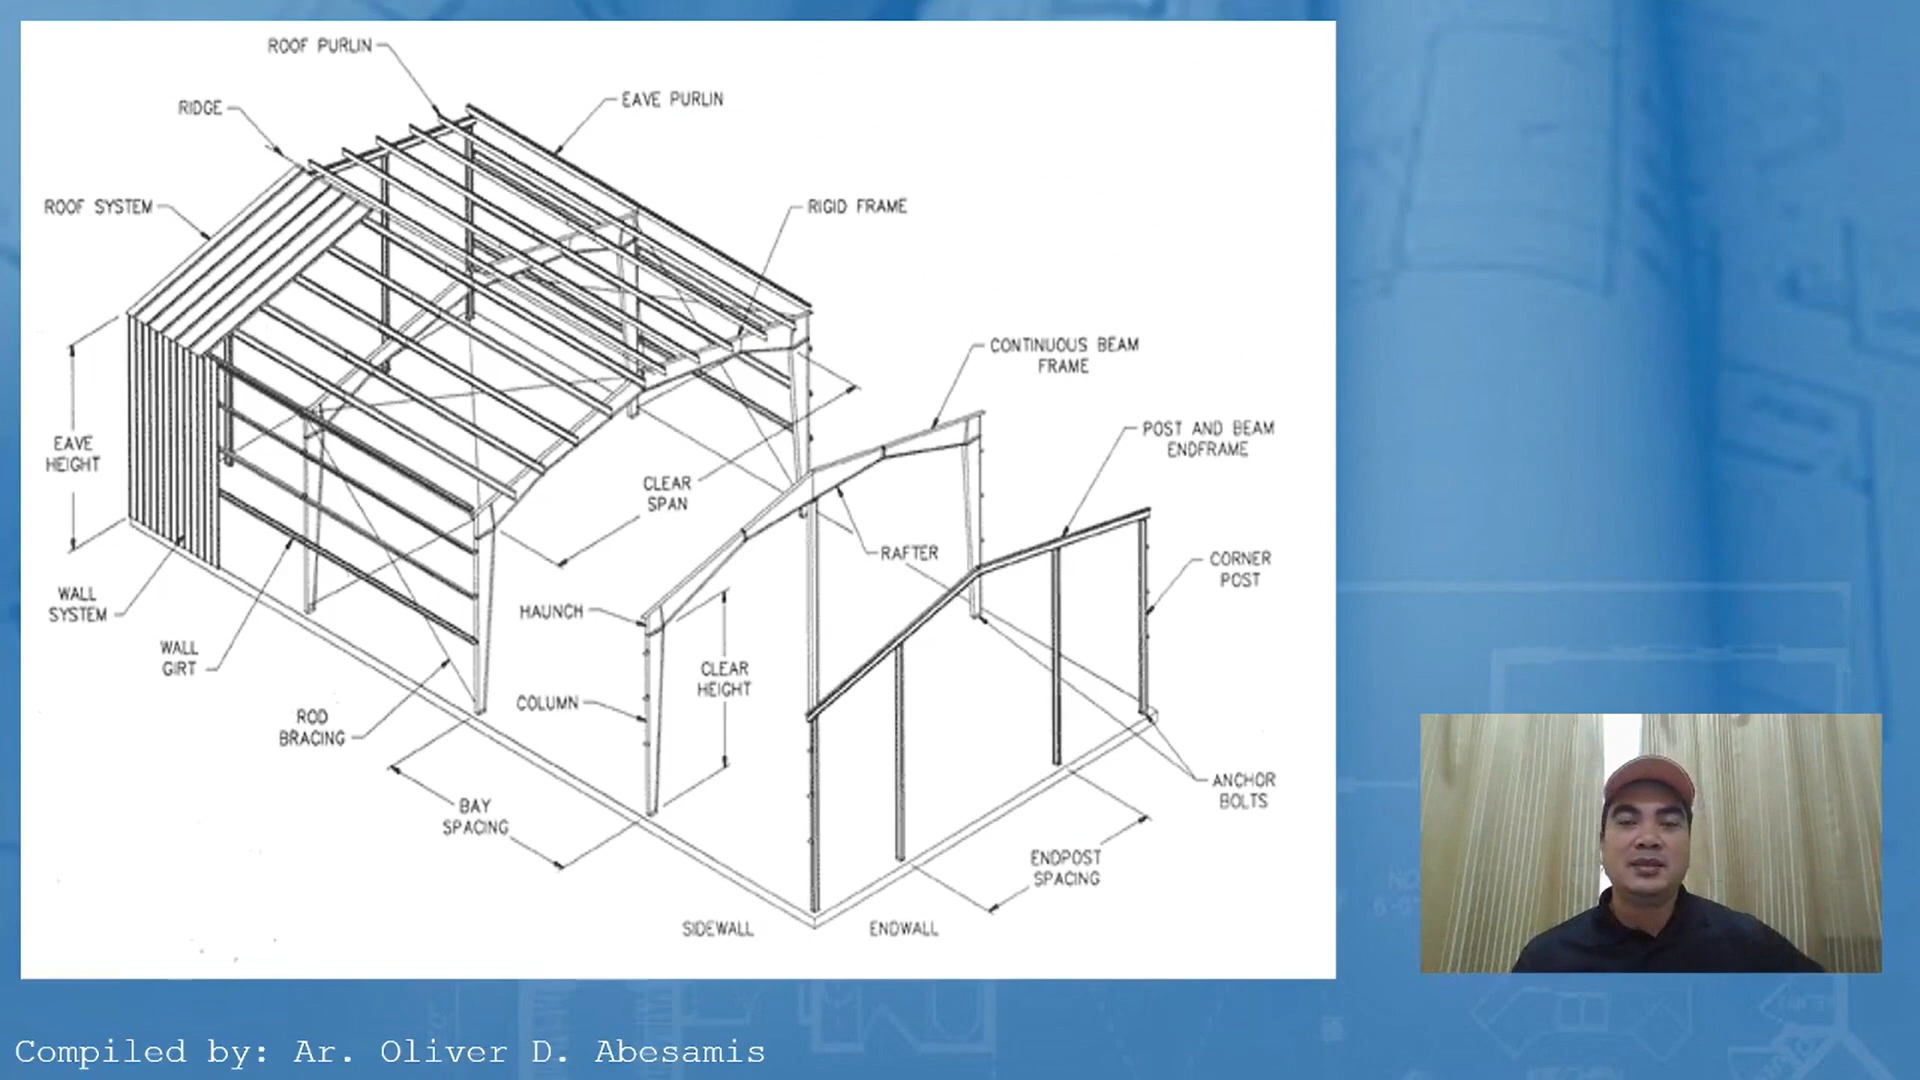 ROOF PURLIN
EAVE PURLIN
RIDGE
ROOF SYSTEM
RIGID FRAME
CONTINUOUS BEAM
FRAME
POST AND BEAM
ENDFRAME
EAVE
HEIGHT
CLEAR
SPAN
RAFTER
CORNER
POST
WALL
SYSTEM
HAUNCH
WALL
GIRT
CLEAR
HEIGHT
COLUMN
ROD
BRACING
ANCHOR
BOLTS
BAY
SPACING
ENDPOST
SPACING
SIDEWALL
ENDWALL
Compiled by: Ar. Oliver D. Abesamis